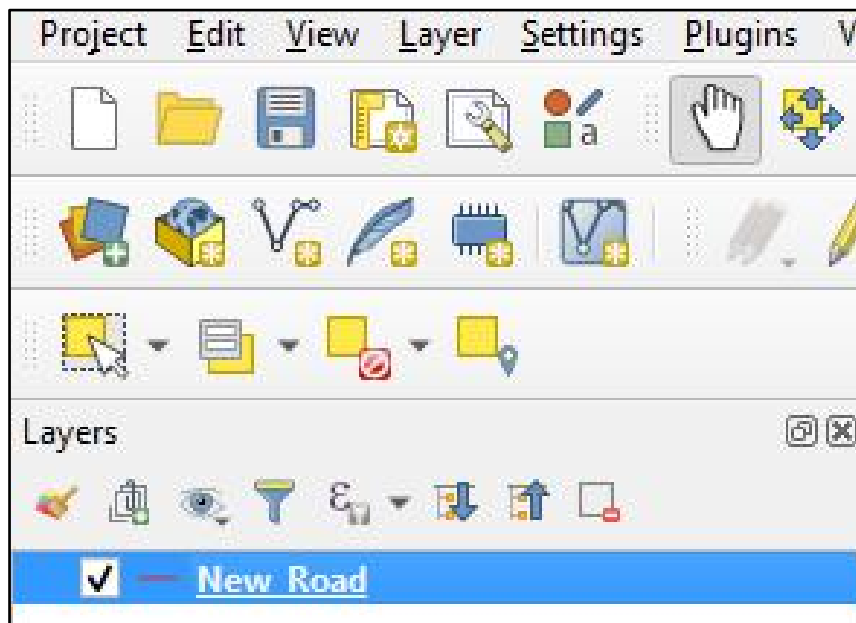 Project Edit View Layer Settings Plugins V
a
Layers
ε
New Road